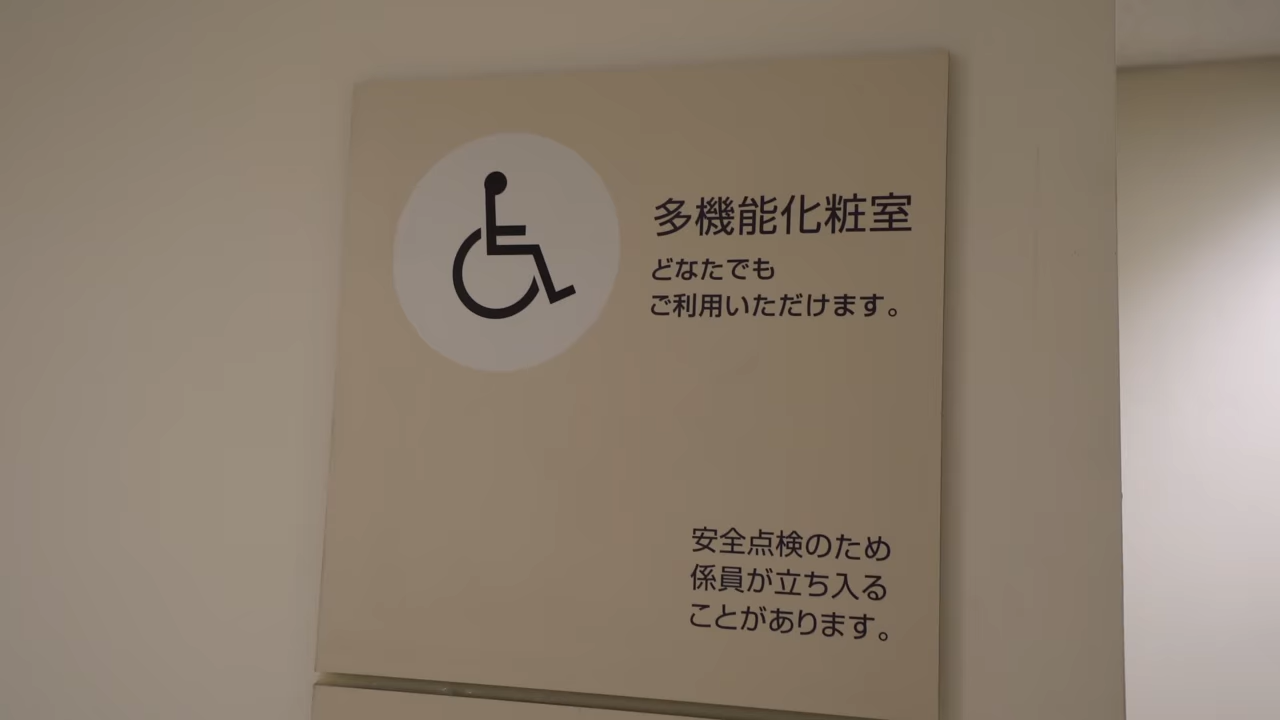 多機能化粧室
どなたでも
ご利用いただけます。
安全点検のため
係員が立ち入る
ことがあります。